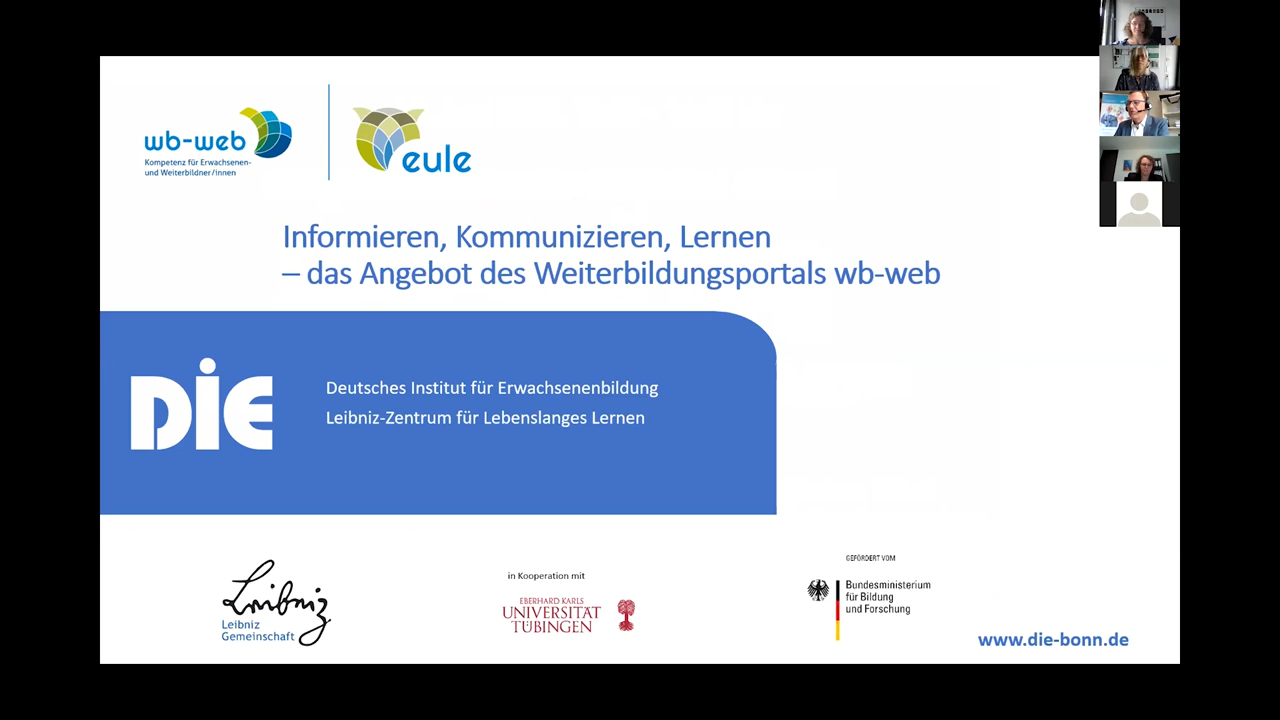 wb-web
Kompetenz für Erwachsenen-
und Weiterbildner/innen
eule
Informieren, Kommunizieren, Lernen
– das Angebot des Weiterbildungsportals wb-web
DIE
Deutsches Institut für Erwachsenenbildung
Leibniz-Zentrum für Lebenslanges Lernen
Leibniz
Leibniz
Gemeinschaft
in Kooperation mit
EBERHARD KARLS
UNIVERSITÄT
TÜBINGEN
GEFÖRDERT VOM
Bundesministerium
für Bildung
und Forschung
www.die-bonn.de